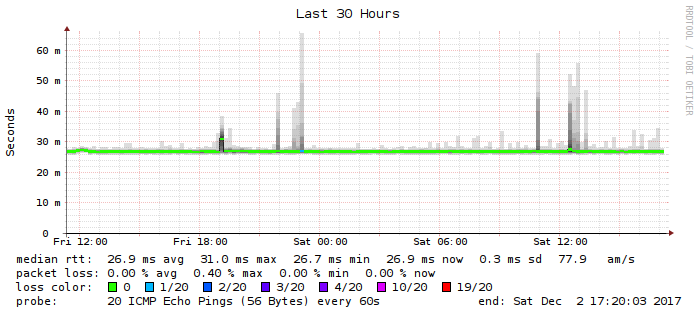 Last 30 Hours
RRDTOOL / TOBI OETIKER
Seconds
60 m
50 m
40 m
30 m
20 m
10 m
0
Fri 12:00 Fri 18:00 Sat 00:00 Sat 06:00 Sat 12:00
median rtt: 26.9 ms avg 31.0 ms max 26.7 ms min 26.9 ms now 0.3 ms sd 77.9 am/s
packet loss: 0.00 % avg 0.40 % max 0.00 % min 0.00 % now
loss color: 0 1/20 2/20 3/20 4/20 10/20 19/20
probe: 20 ICMP Echo Pings (56 Bytes) every 60s end: Sat Dec 2 17:20:03 2017